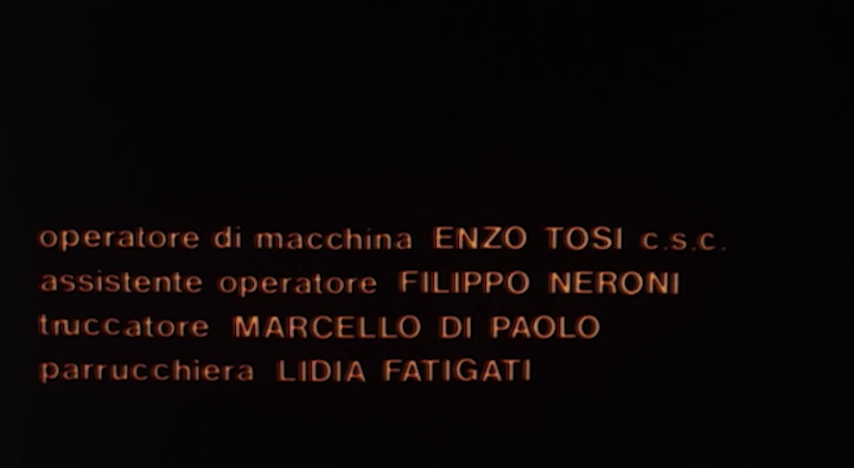 operatore di macchina ENZO TOSI c.s.c.
assistente operatore FILIPPO NERONI
truccatore MARCELLO DI PAOLO
parrucchiera LIDIA FATIGATI